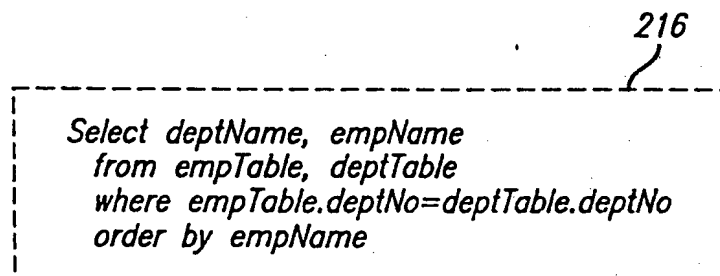 216
Select deptName, empName
from empTable, deptTable
where empTable.deptNo=deptTable.deptNo
order by empName